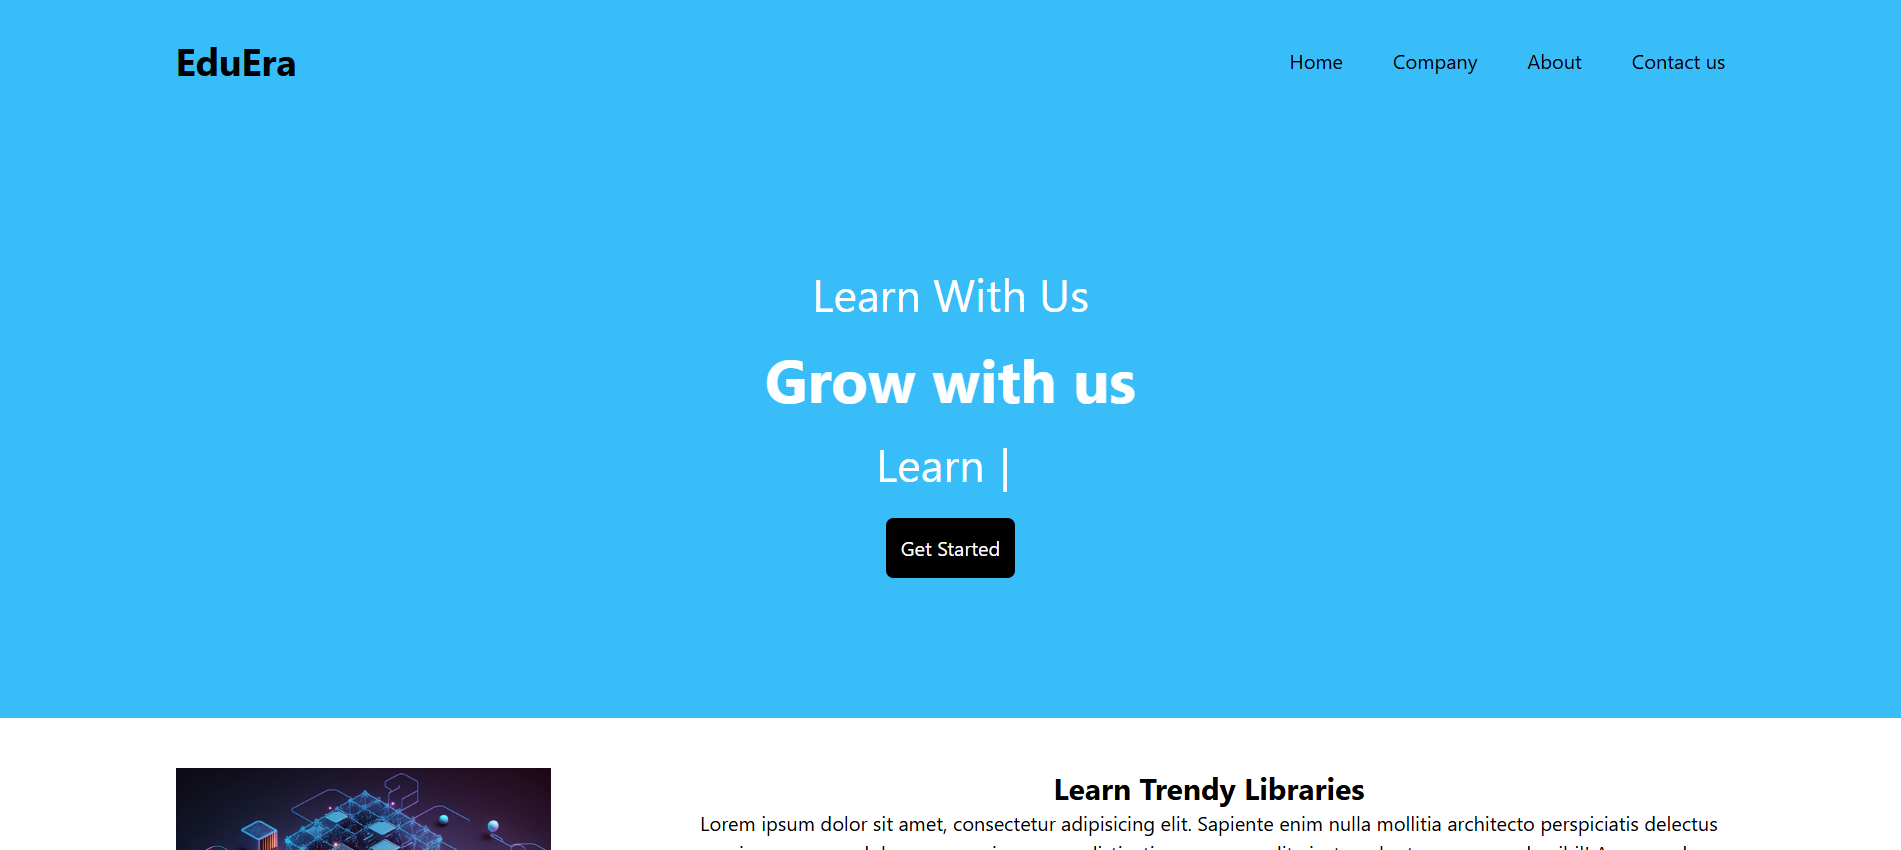 EduEra
Home Company About Contact us
Learn With Us
Grow with us
Learn |
Get Started
Learn Trendy Libraries
Lorem ipsum dolor sit amet, consectetur adipisicing elit. Sapiente enim nulla mollitia architecto perspiciatis delectus